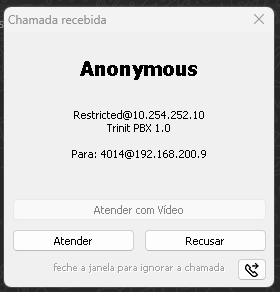 Chamada recebida
Anonymous
Restricted@10.254.252.10
Trinit PBX 1.0
Para: 4014@192.168.200.9
Atender com Vídeo
Atender
Recusar
feche a janela para ignorar a chamada